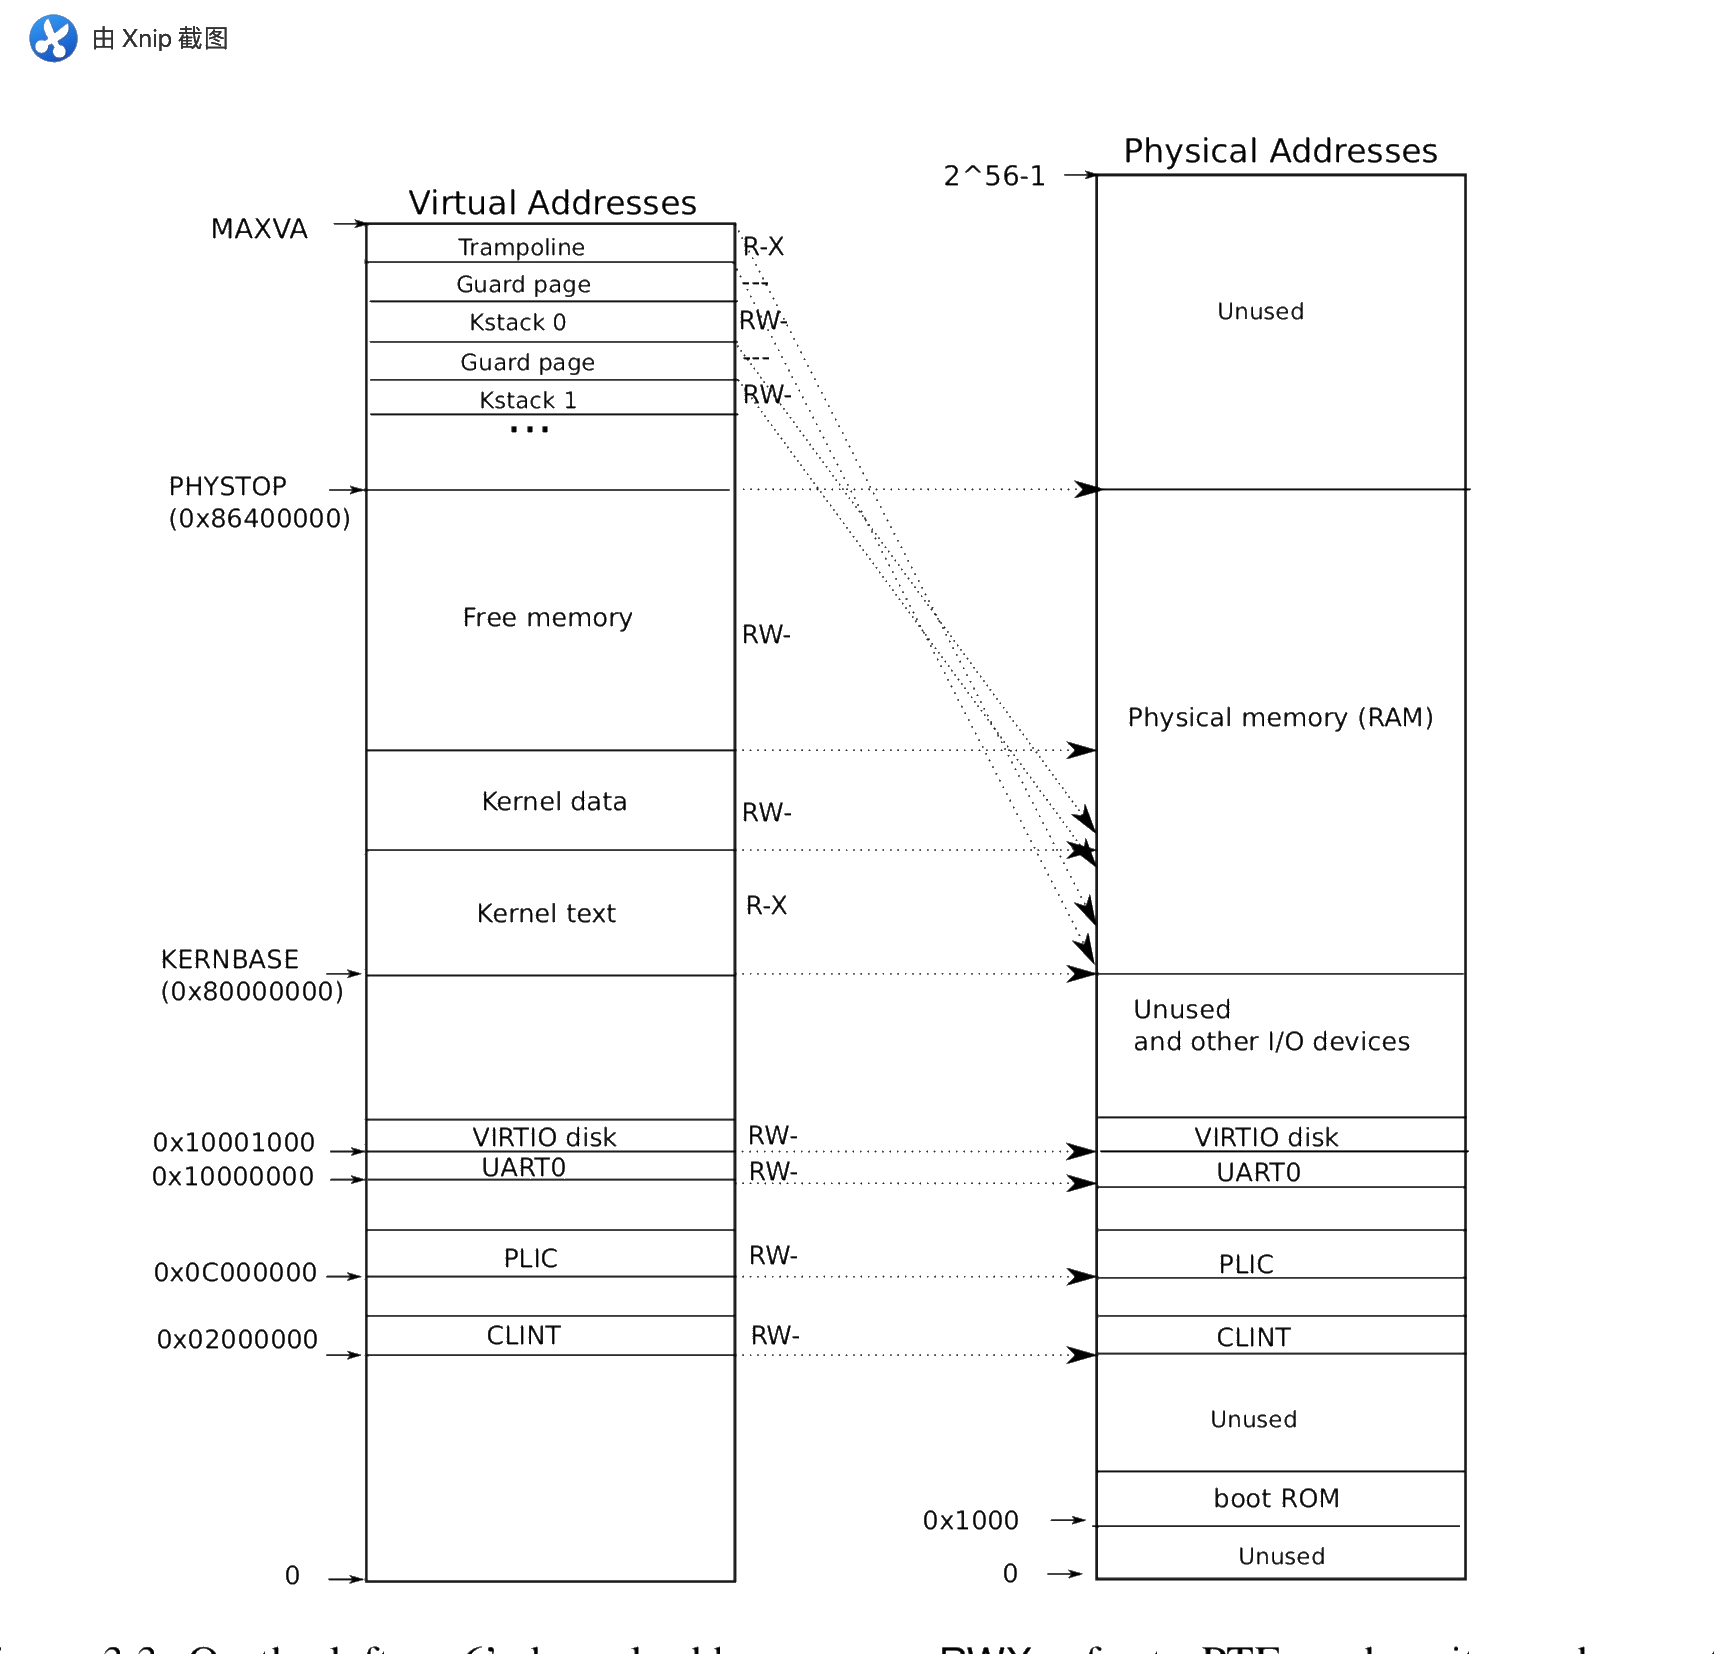 由 Xnip 截图
Physical Addresses
2^56-1
Virtual Addresses
MAXVA
Trampoline
R-X
Guard page
---
Unused
Kstack 0
RW-
Guard page
---
Kstack 1
RW-
...
PHYSTOP
(0x86400000)
Free memory
RW-
Physical memory (RAM)
Kernel data
RW-
Kernel text
R-X
KERNBASE
(0x80000000)
Unused
and other I/O devices
0x10001000
VIRTIO disk
RW-
VIRTIO disk
0x10000000
UART0
RW-
UART0
0x0C000000
PLIC
RW-
PLIC
0x02000000
CLINT
RW-
CLINT
Unused
boot ROM
0x1000
Unused
0
0